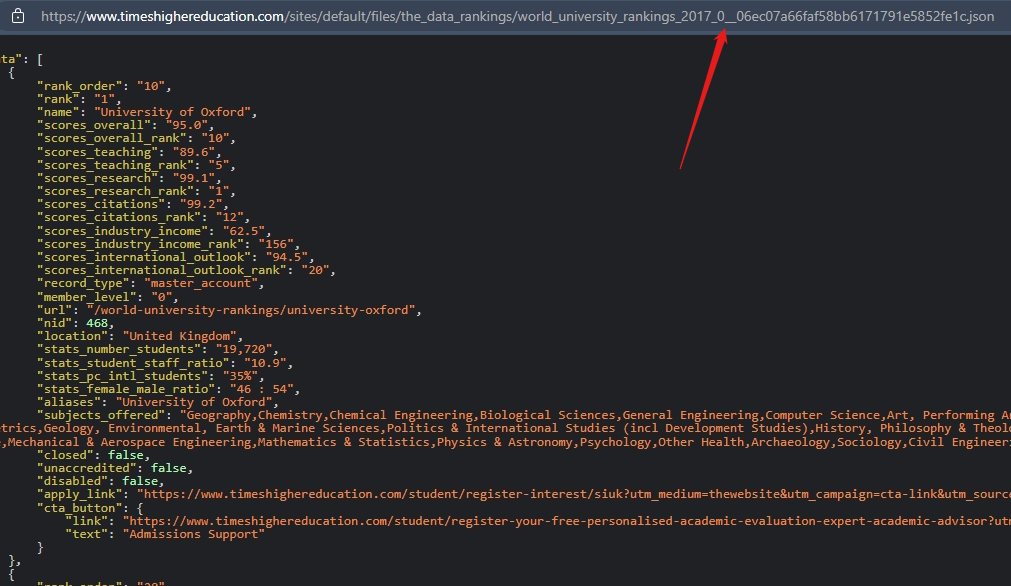 https://www.timeshighereducation.com/sites/default/files/the_data_rankings/world_university_rankings_2017_0__06ec07a66faf58bb6171791e5852fe1c.json
ta": [
{
"rank_order": "10",
"rank": "1",
"name": "University of Oxford",
"scores_overall": "95.0",
"scores_overall_rank": "10",
"scores_teaching": "89.6",
"scores_teaching_rank": "5",
"scores_research": "99.1",
"scores_research_rank": "1",
"scores_citations": "99.2",
"scores_citations_rank": "12",
"scores_industry_income": "62.5",
"scores_industry_income_rank": "156",
"scores_international_outlook": "94.5",
"scores_international_outlook_rank": "20",
"record_type": "master_account",
"member_level": "0",
"url": "/world-university-rankings/university-oxford",
"nid": 468,
"location": "United Kingdom",
"stats_number_students": "19,720",
"stats_student_staff_ratio": "10.9",
"stats_pc_intl_students": "35%",
"stats_female_male_ratio": "46 : 54",
"aliases": "University of Oxford",
"subjects_offered": "Geography,Chemistry,Chemical Engineering,Biological Sciences,General Engineering,Computer Science,Art, Performing Ar
trics,Geology, Environmental, Earth & Marine Sciences,Politics & International Studies (incl Development Studies),History, Philosophy & Theolo
,Mechanical & Aerospace Engineering,Mathematics & Statistics,Physics & Astronomy,Psychology,Other Health,Archaeology,Sociology,Civil Engineeri
"closed": false,
"unaccredited": false,
"disabled": false,
"apply_link": "https://www.timeshighereducation.com/student/register-interest/siuk?utm_medium=thewebsite&utm_campaign=cta-link&utm_source
"cta_button": {
"link": "https://www.timeshighereducation.com/student/register-your-free-personalised-academic-evaluation-expert-academic-advisor?utm
"text": "Admissions Support"
}
},
{